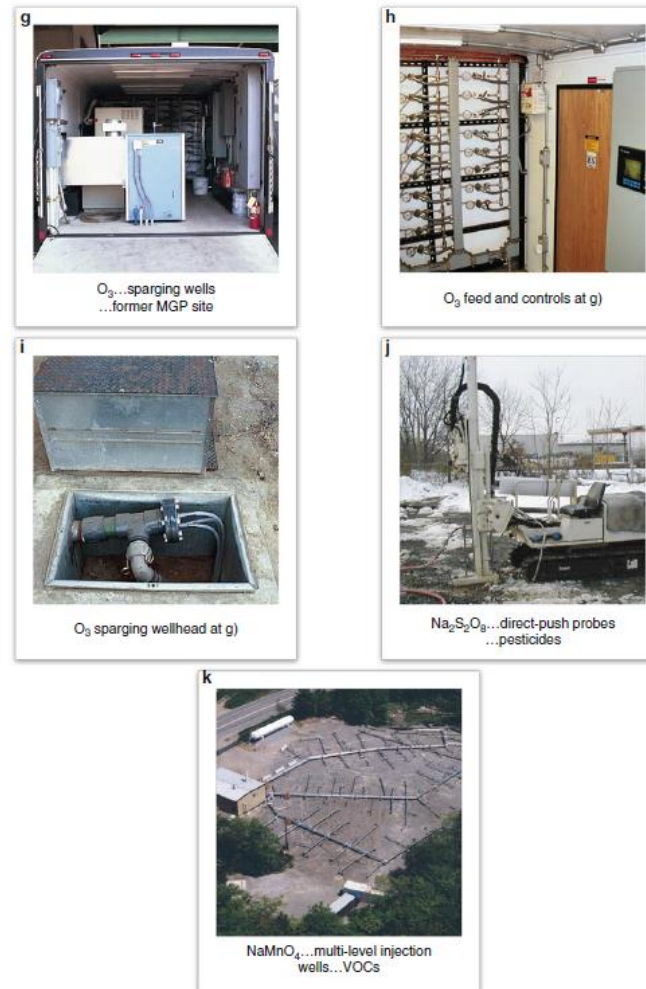 g
O₃...sparging wells
...former MGP site
h
O₃ feed and controls at g)
i
O₃ sparging wellhead at g)
j
Na₂S₂O₈...direct-push probes
...pesticides
k
NaMnO₄...multi-level injection
wells...VOCs